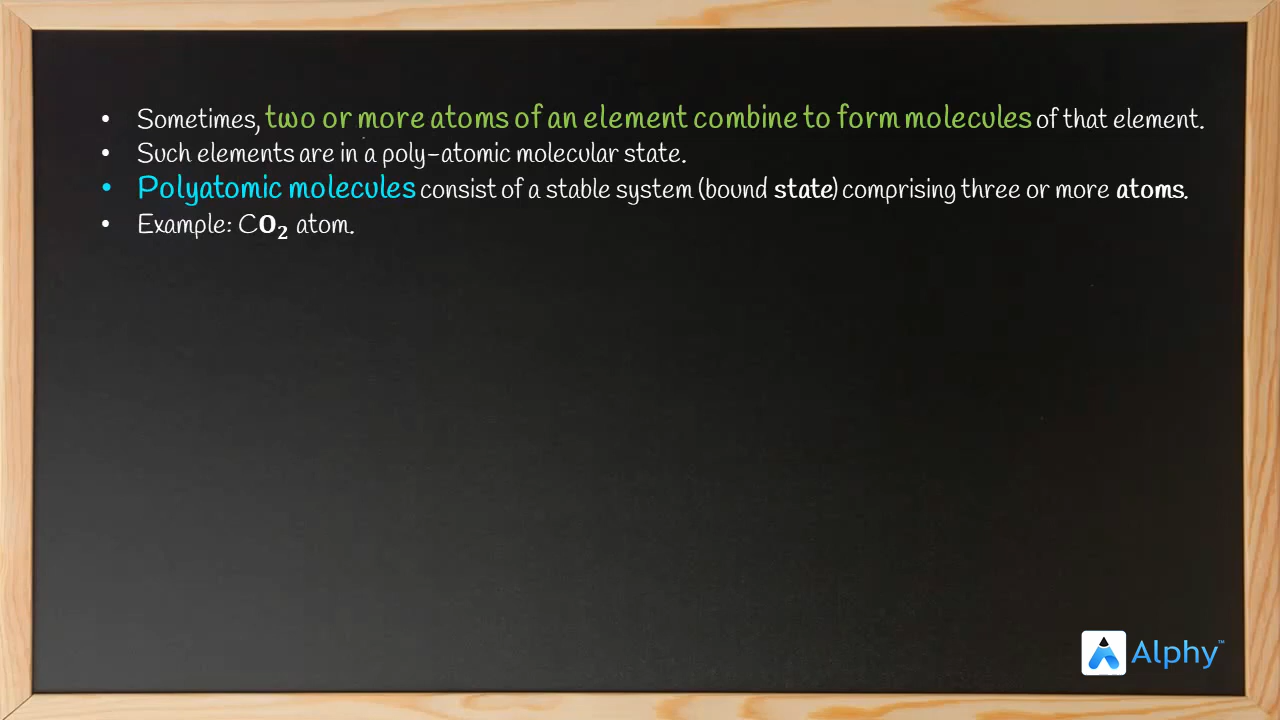 • Sometimes, two or more atoms of an element combine to form molecules of that element.
• Such elements are in a poly-atomic molecular state.
• Polyatomic molecules consist of a stable system (bound state) comprising three or more atoms.
• Example: CO₂ atom.
Alphy™